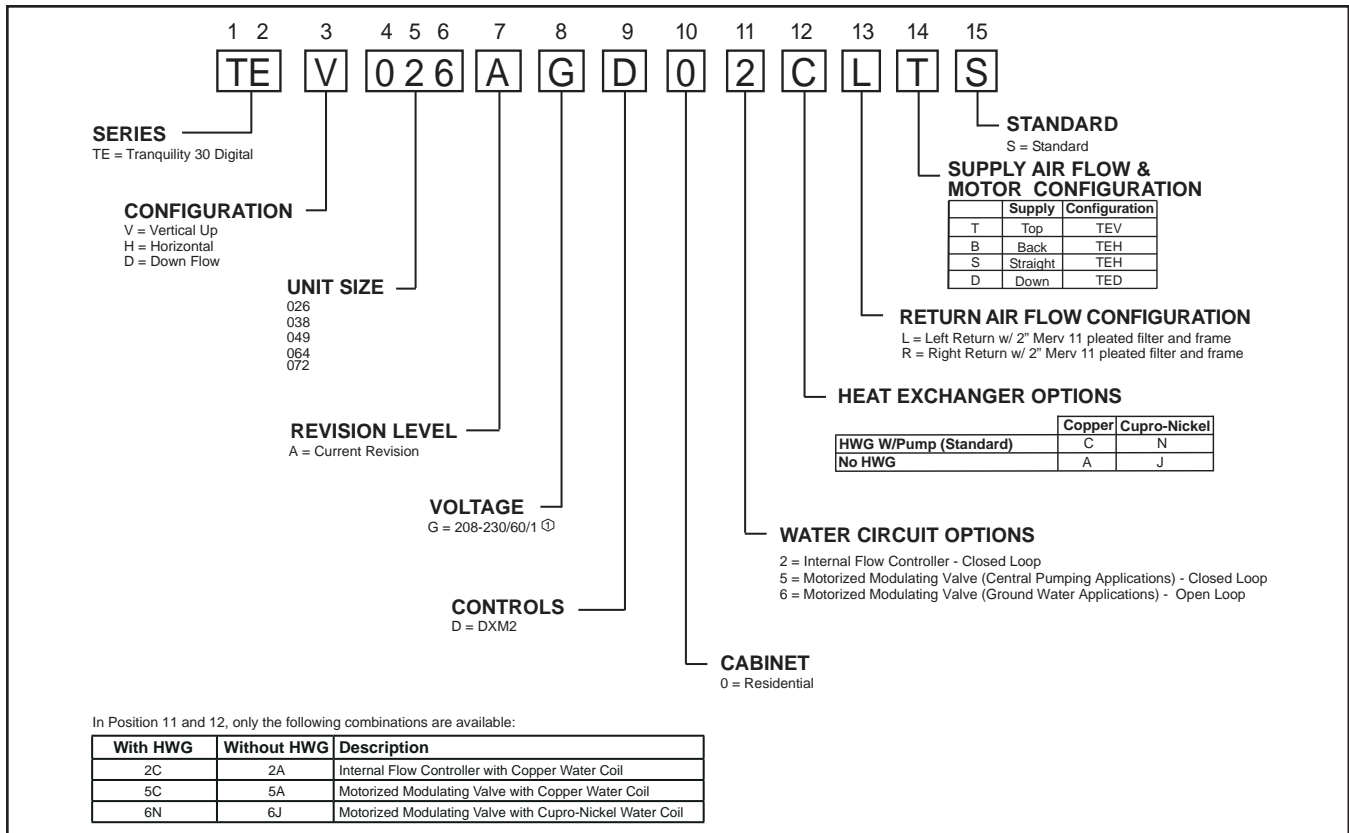 1 2 3 4 5 6 7 8 9 10 11 12 13 14 15
TE V 0 2 6 A G D 0 2 C L T S
SERIES
TE = Tranquility 30 Digital
CONFIGURATION
V = Vertical Up
H = Horizontal
D = Down Flow
UNIT SIZE
026
038
049
064
072
REVISION LEVEL
A = Current Revision
VOLTAGE
G = 208-230/60/1 ①
CONTROLS
D = DXM2
CABINET
0 = Residential
WATER CIRCUIT OPTIONS
2 = Internal Flow Controller - Closed Loop
5 = Motorized Modulating Valve (Central Pumping Applications) - Closed Loop
6 = Motorized Modulating Valve (Ground Water Applications) - Open Loop
HEAT EXCHANGER OPTIONS
Copper Cupro-Nickel
HWG W/Pump (Standard) C N
No HWG A J
RETURN AIR FLOW CONFIGURATION
L = Left Return w/ 2” Merv 11 pleated filter and frame
R = Right Return w/ 2” Merv 11 pleated filter and frame
SUPPLY AIR FLOW &
MOTOR CONFIGURATION
Supply Configuration
T Top TEV
B Back TEH
S Straight TEH
D Down TED
STANDARD
S = Standard
In Position 11 and 12, only the following combinations are available:
With HWG Without HWG Description
2C 2A Internal Flow Controller with Copper Water Coil
5C 5A Motorized Modulating Valve with Copper Water Coil
6N 6J Motorized Modulating Valve with Cupro-Nickel Water Coil